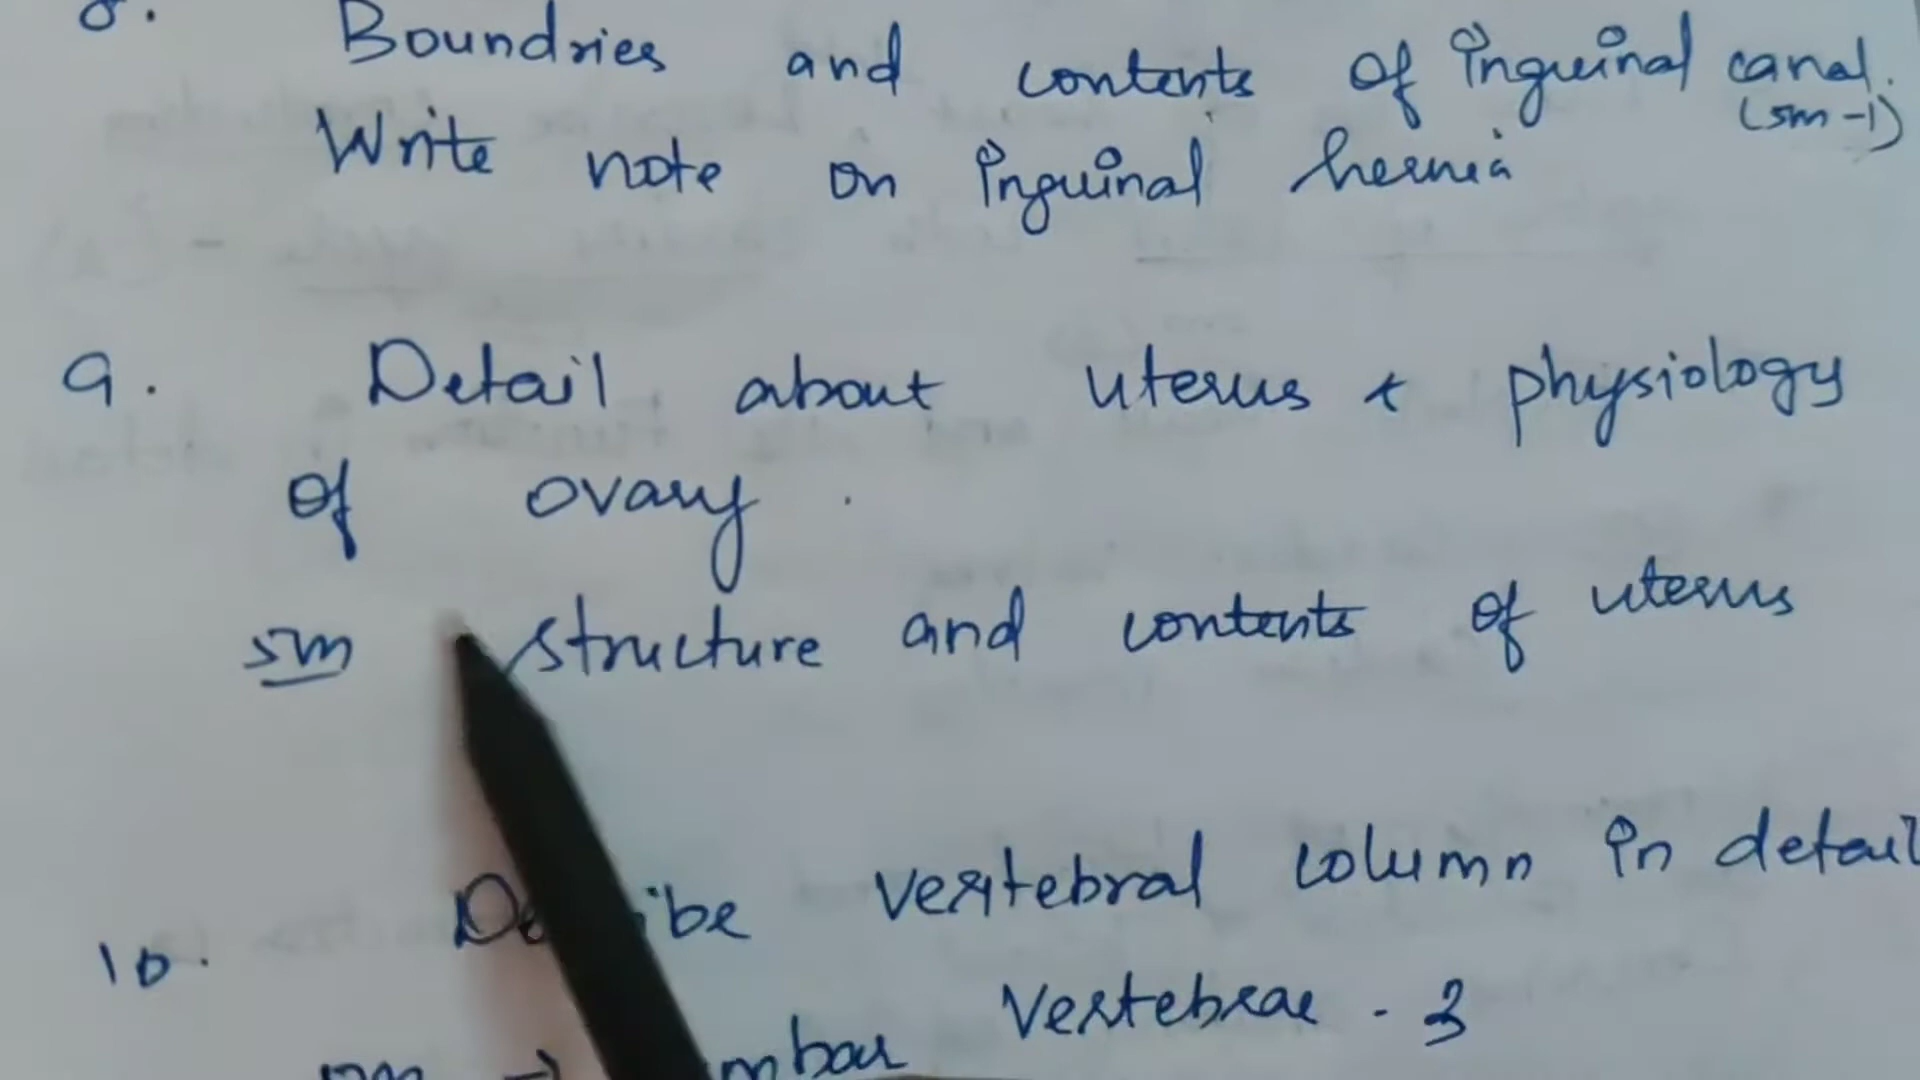 8. Boundries and contents of inguinal canal.
(5m-1)
Write note on inguinal hernia
9. Detail about uterus & physiology
of ovary.
5m structure and contents of uterus
10. vertebral column in detail
Vertebrae - 3